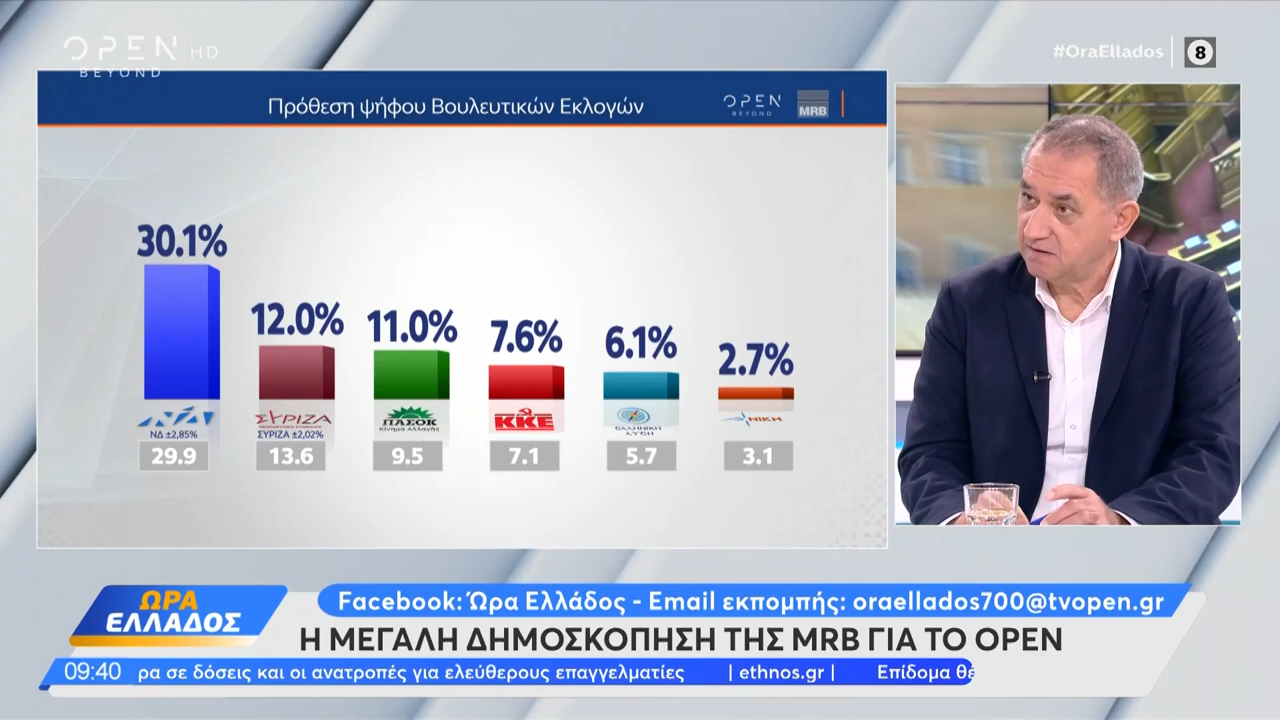 OPEN HD
BEYOND
#OraEllados
8
Πρόθεση ψήφου Βουλευτικών Εκλογών
OPEN
BEYOND
MRB
30.1%
12.0%
11.0%
7.6%
6.1%
2.7%
ΝΔ
ΣΥΡΙΖΑ
ΠΑΣΟΚ
Κίνημα Αλλαγής
ΚΚΕ
ΕΛΛΗΝΙΚΗ
ΛΥΣΗ
ΝΙΚΗ
ΝΔ ±2,85%
ΣΥΡΙΖΑ ±2,02%
29.9
13.6
9.5
7.1
5.7
3.1
ΩΡΑ
ΕΛΛΑΔΟΣ
Facebook: Ώρα Ελλάδος - Email εκπομπής: oraellados700@tvopen.gr
Η ΜΕΓΑΛΗ ΔΗΜΟΣΚΟΠΗΣΗ ΤΗΣ MRB ΓΙΑ ΤΟ OPEN
09:40 ρα σε δόσεις και οι ανατροπές για ελεύθερους επαγγελματίες | ethnos.gr | Επίδομα θέ